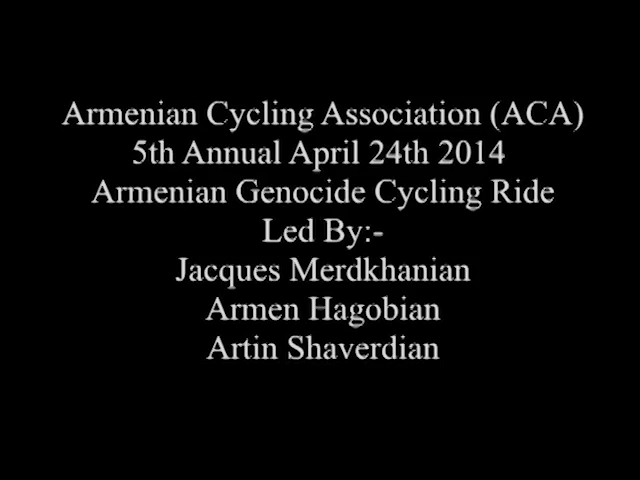 Armenian Cycling Association (ACA)
5th Annual April 24th 2014
Armenian Genocide Cycling Ride
Led By:-
Jacques Merdkhanian
Armen Hagobian
Artin Shaverdian